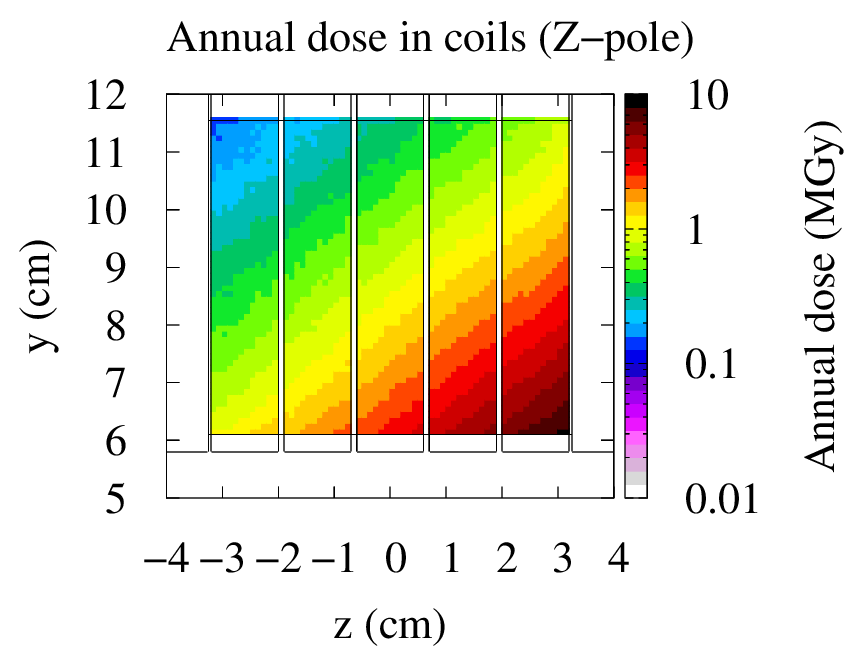 Annual dose in coils (Z−pole)
12
11
10
9
8
7
6
5
y (cm)
−4 −3 −2 −1 0 1 2 3 4
z (cm)
10
1
0.1
0.01
Annual dose (MGy)